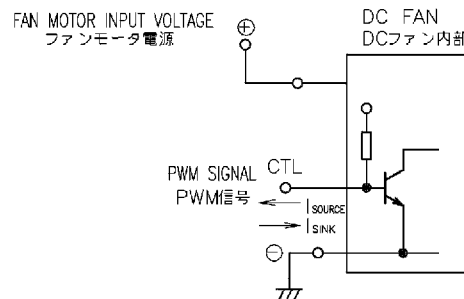 FAN MOTOR INPUT VOLTAGE
ファンモータ電源
DC FAN
DCファン内部
⊕
PWM SIGNAL CTL
PWM信号
I SOURCE
I SINK
⊖